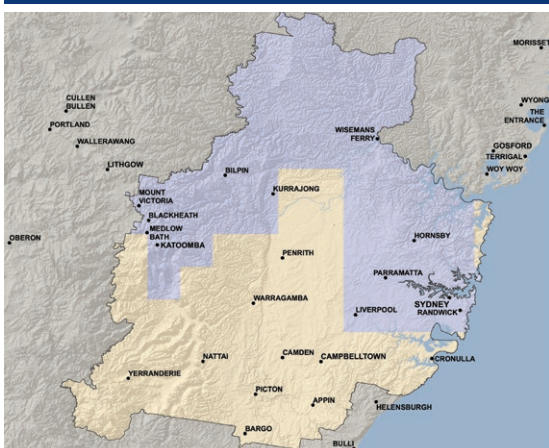 MORISSET
CULLEN
BULLEN
WYONG
THE
ENTRANCE
PORTLAND
WISEMANS
FERRY
WALLERAWANG
GOSFORD
TERRIGAL
LITHGOW
BILPIN
WOY WOY
MOUNT
VICTORIA
KURRAJONG
BLACKHEATH
MEDLOW
BATH
OBERON
KATOOMBA
HORNSBY
PENRITH
PARRAMATTA
WARRAGAMBA
SYDNEY
LIVERPOOL
RANDWICK
NATTAI
CAMDEN
CAMPBELLTOWN
CRONULLA
YERRANDERIE
PICTON
APPIN
HELENSBURGH
BARGO
BULLI